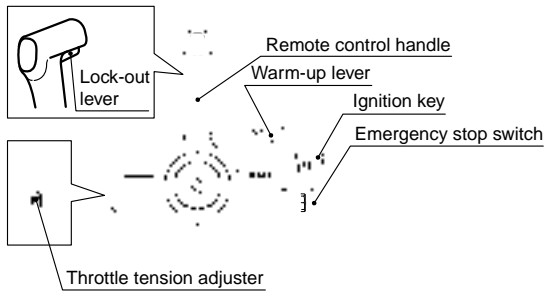 Remote control handle
Lock-out
lever
Warm-up lever
Ignition key
Emergency stop switch
Throttle tension adjuster